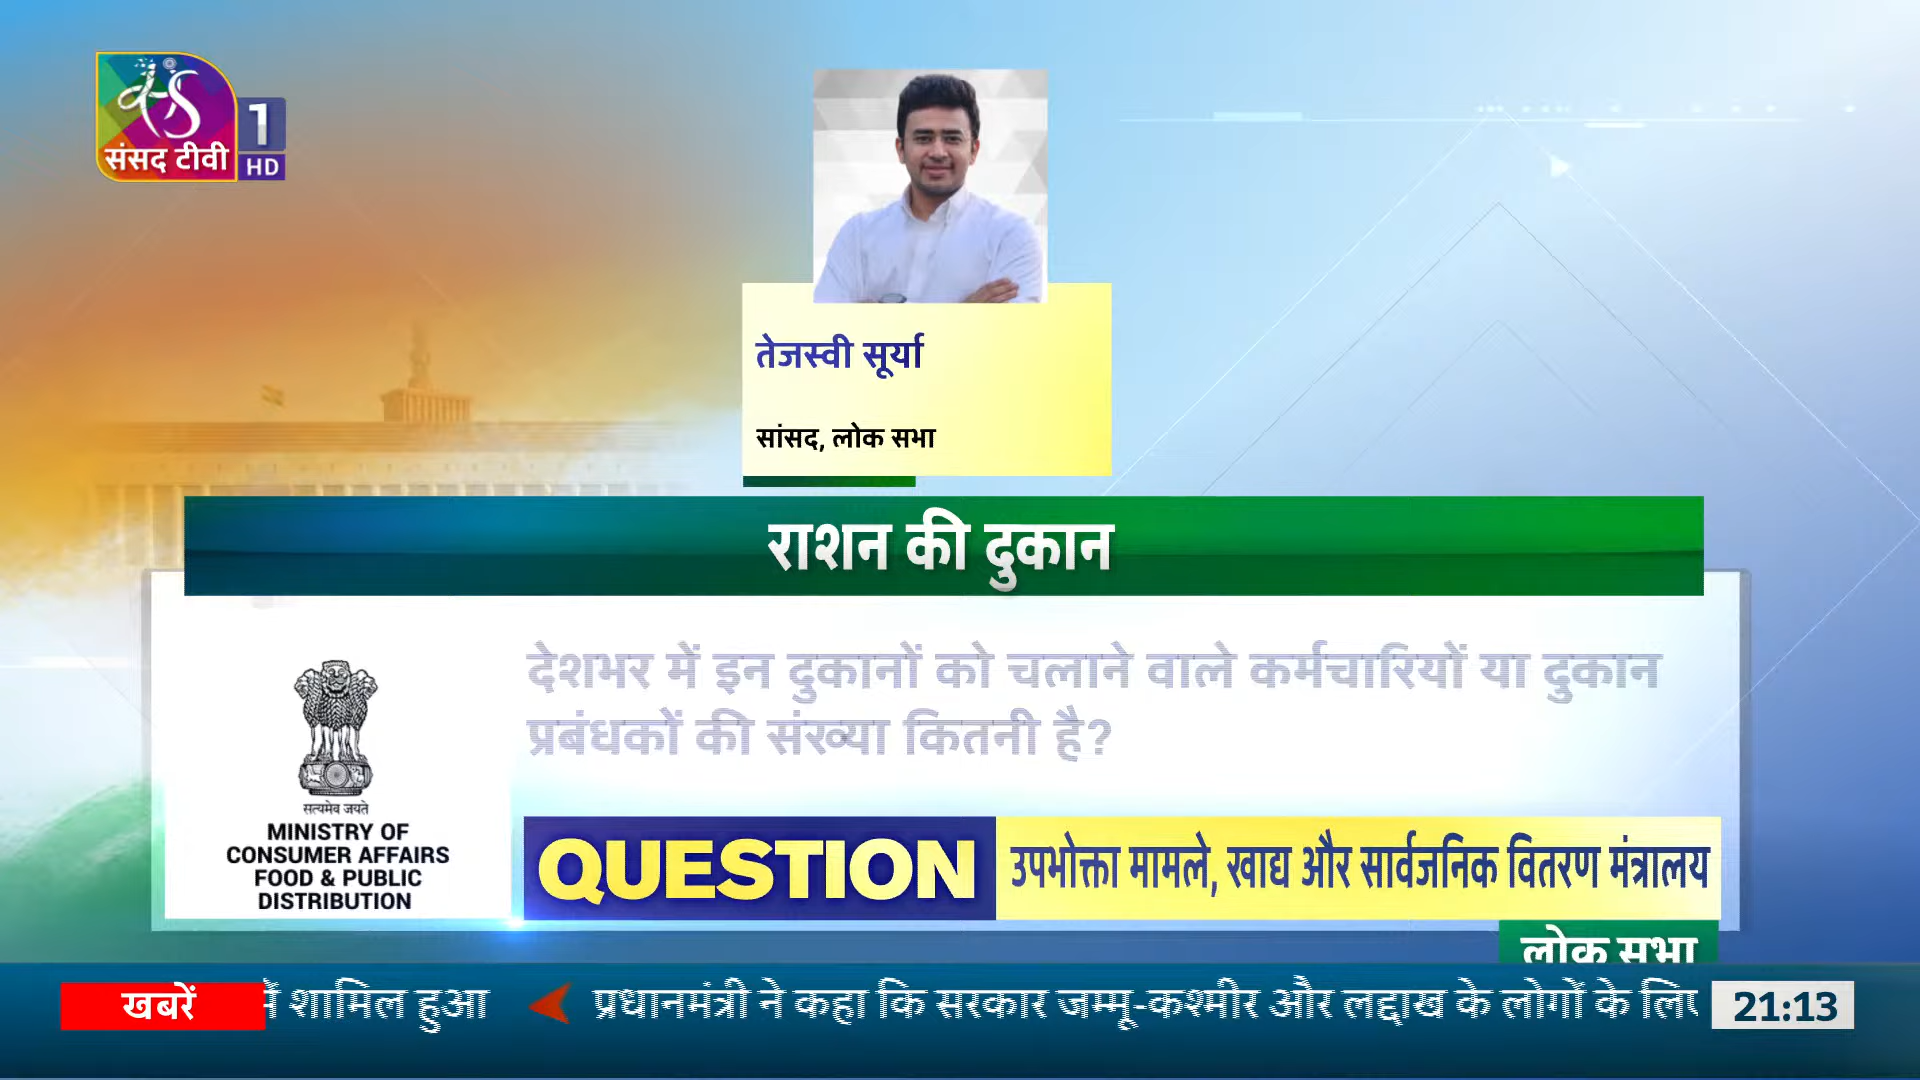 संसद टीवी
1
HD
तेजस्वी सूर्या
सांसद, लोक सभा
राशन की दुकान
देशभर में इन दुकानों को चलाने वाले कर्मचारियों या दुकान
प्रबंधकों की संख्या कितनी है?
सत्यमेव जयते
MINISTRY OF
CONSUMER AFFAIRS
FOOD & PUBLIC
DISTRIBUTION
QUESTION
उपभोक्ता मामले, खाद्य और सार्वजनिक वितरण मंत्रालय
लोक सभा
खबरें
में शामिल हुआ
प्रधानमंत्री ने कहा कि सरकार जम्मू-कश्मीर और लद्दाख के लोगों के
21:13